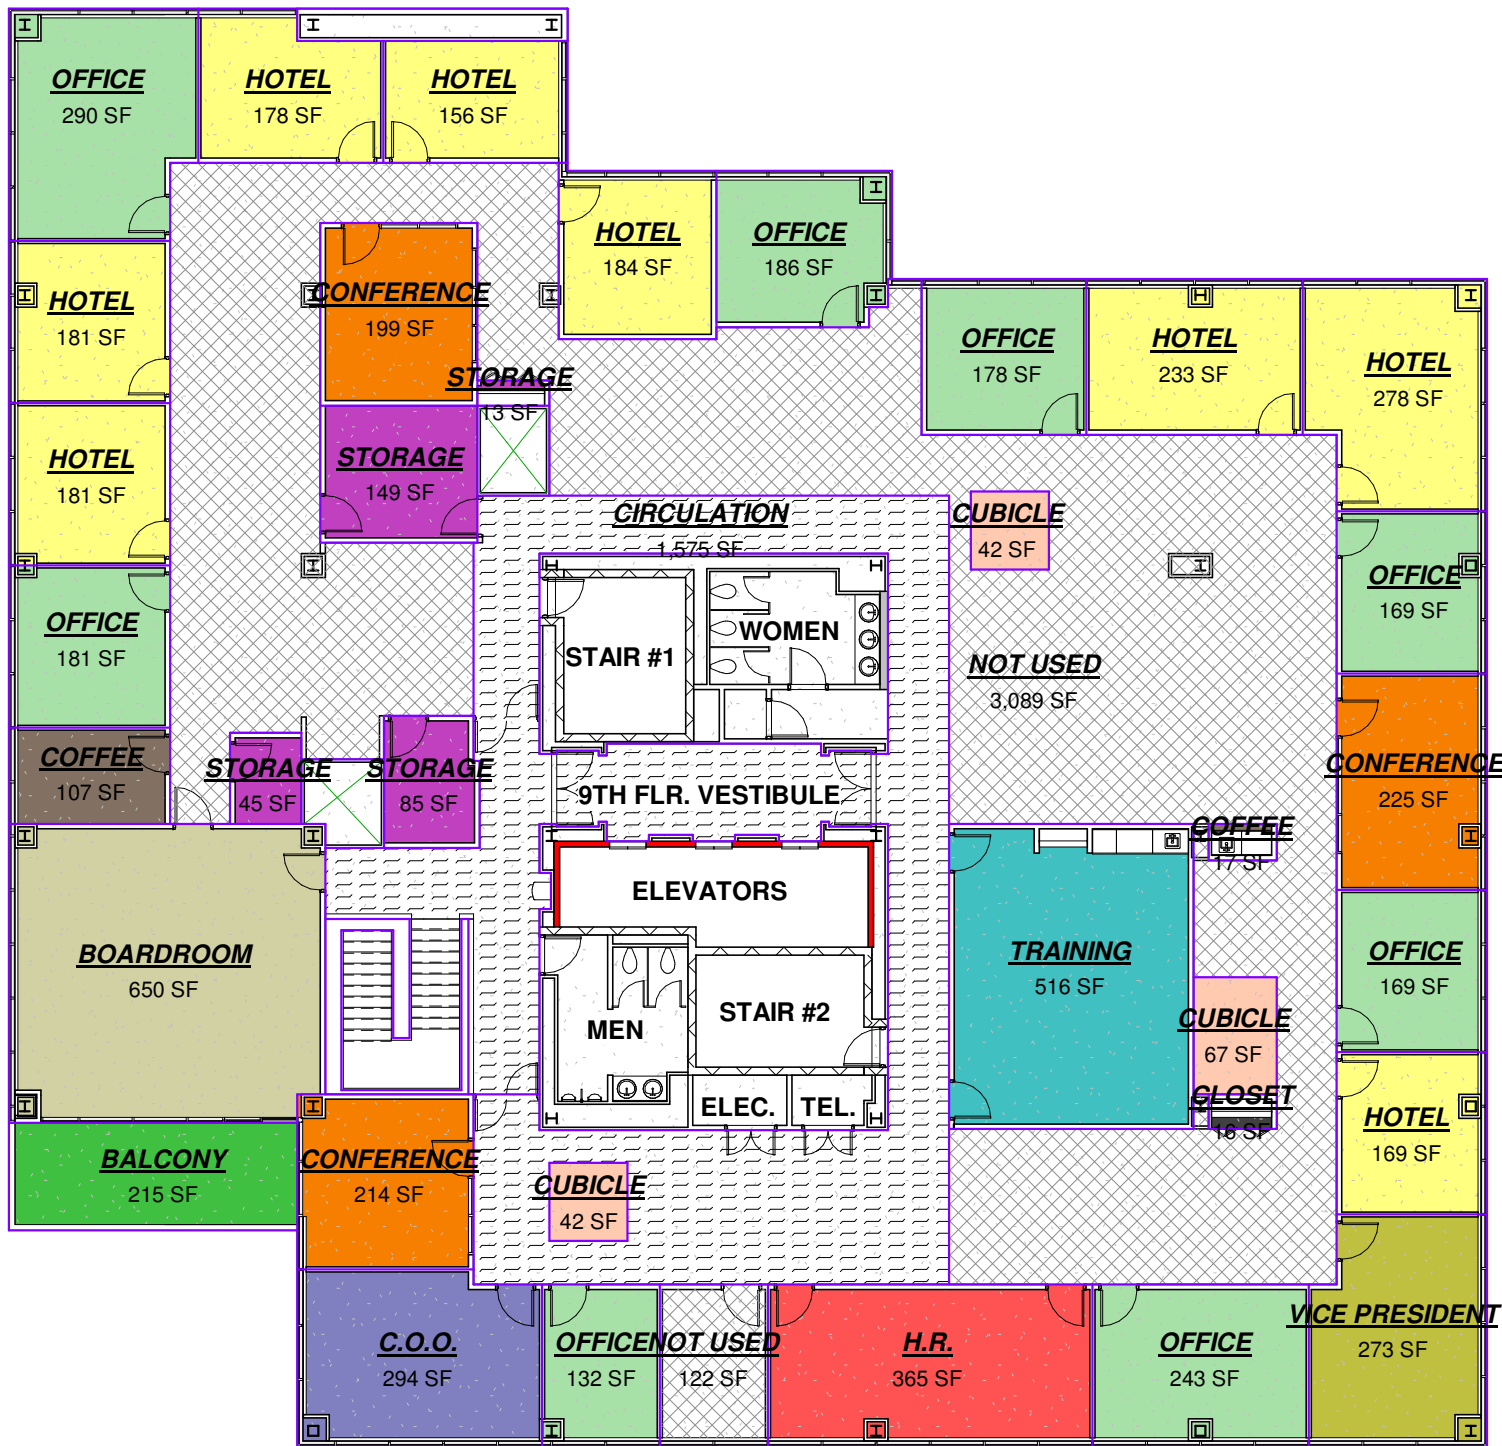 OFFICE
290 SF
HOTEL
178 SF
HOTEL
156 SF
HOTEL
184 SF
OFFICE
186 SF
HOTEL
181 SF
CONFERENCE
199 SF
OFFICE
178 SF
HOTEL
233 SF
HOTEL
278 SF
STORAGE
13 SF
HOTEL
181 SF
STORAGE
149 SF
CIRCULATION
1,575 SF
CUBICLE
42 SF
OFFICE
169 SF
OFFICE
181 SF
STAIR #1
WOMEN
NOT USED
3,089 SF
COFFEE
107 SF
STORAGE
45 SF
STORAGE
85 SF
9TH FLR. VESTIBULE
CONFERENCE
225 SF
COFFEE
17 SF
ELEVATORS
BOARDROOM
650 SF
TRAINING
516 SF
OFFICE
169 SF
MEN
STAIR #2
CUBICLE
67 SF
CLOSET
16 SF
ELEC.
TEL.
HOTEL
169 SF
BALCONY
215 SF
CONFERENCE
214 SF
CUBICLE
42 SF
C.O.O.
294 SF
OFFICE
132 SF
NOT USED
122 SF
H.R.
365 SF
OFFICE
243 SF
VICE PRESIDENT
273 SF